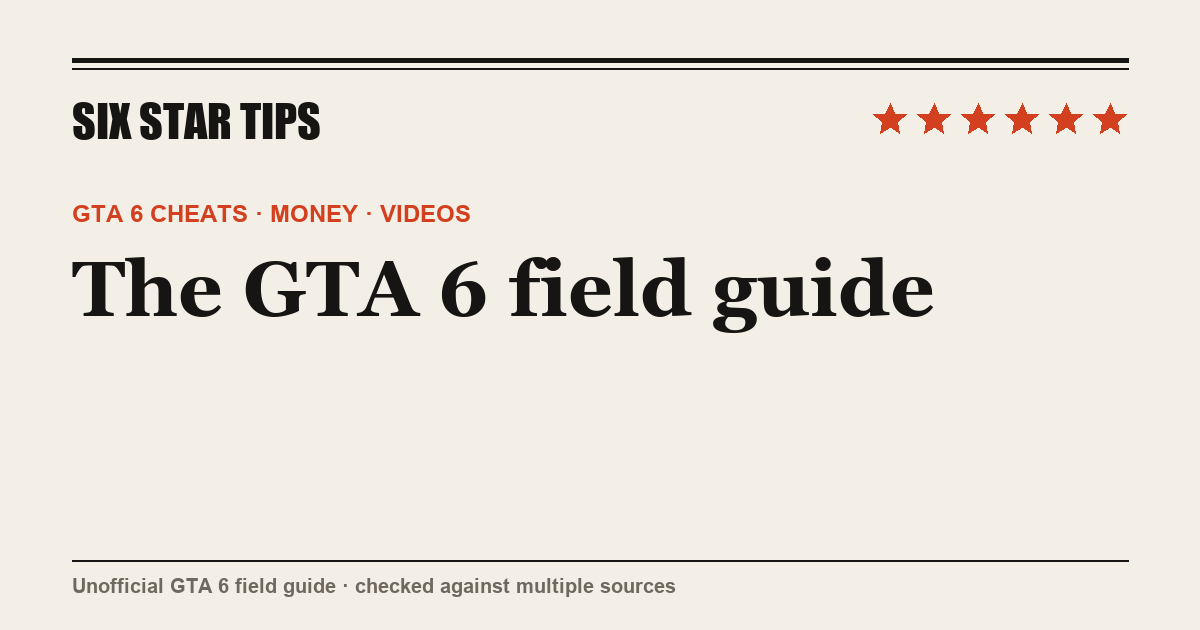 SIX STAR TIPS
GTA 6 CHEATS · MONEY · VIDEOS
The GTA 6 field guide
Unofficial GTA 6 field guide · checked against multiple sources